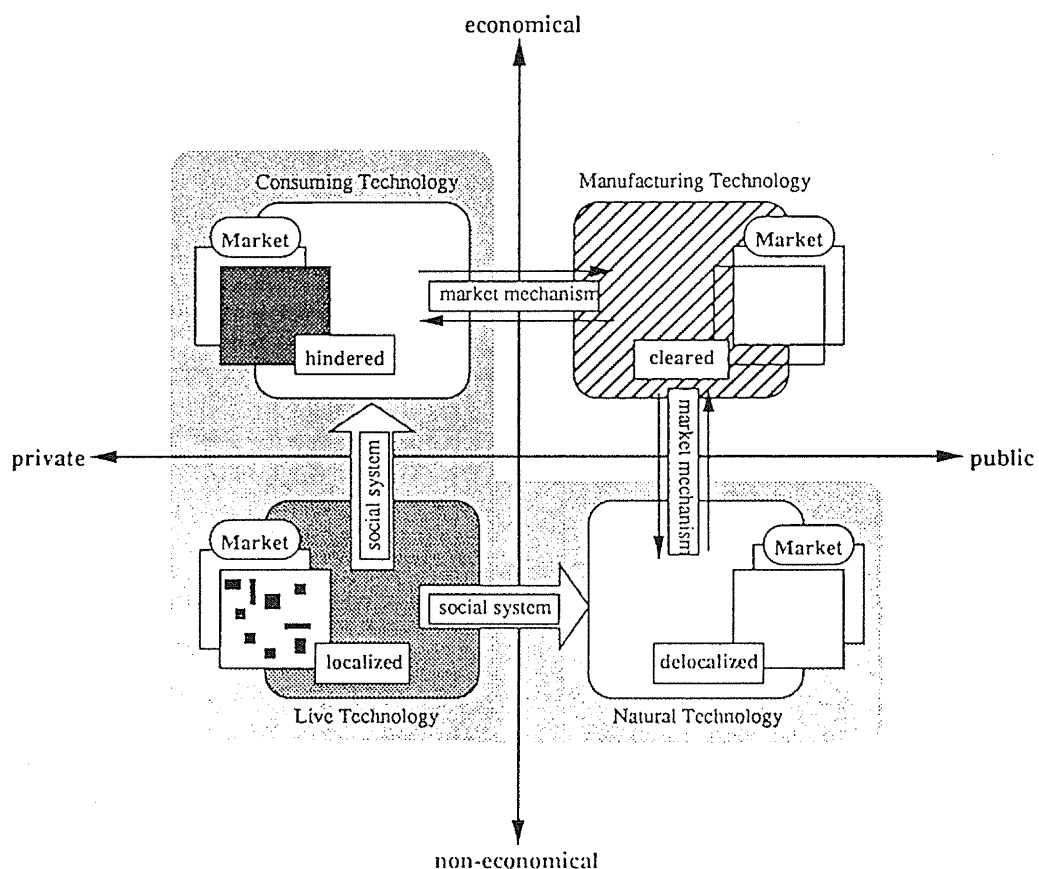 economical
Consuming Technology
Manufacturing Technology
Market
Market
market mechanism
hindered
cleared
market mechanism
private
public
social system
Market
Market
social system
localized
delocalized
Live Technology
Natural Technology
non-economical